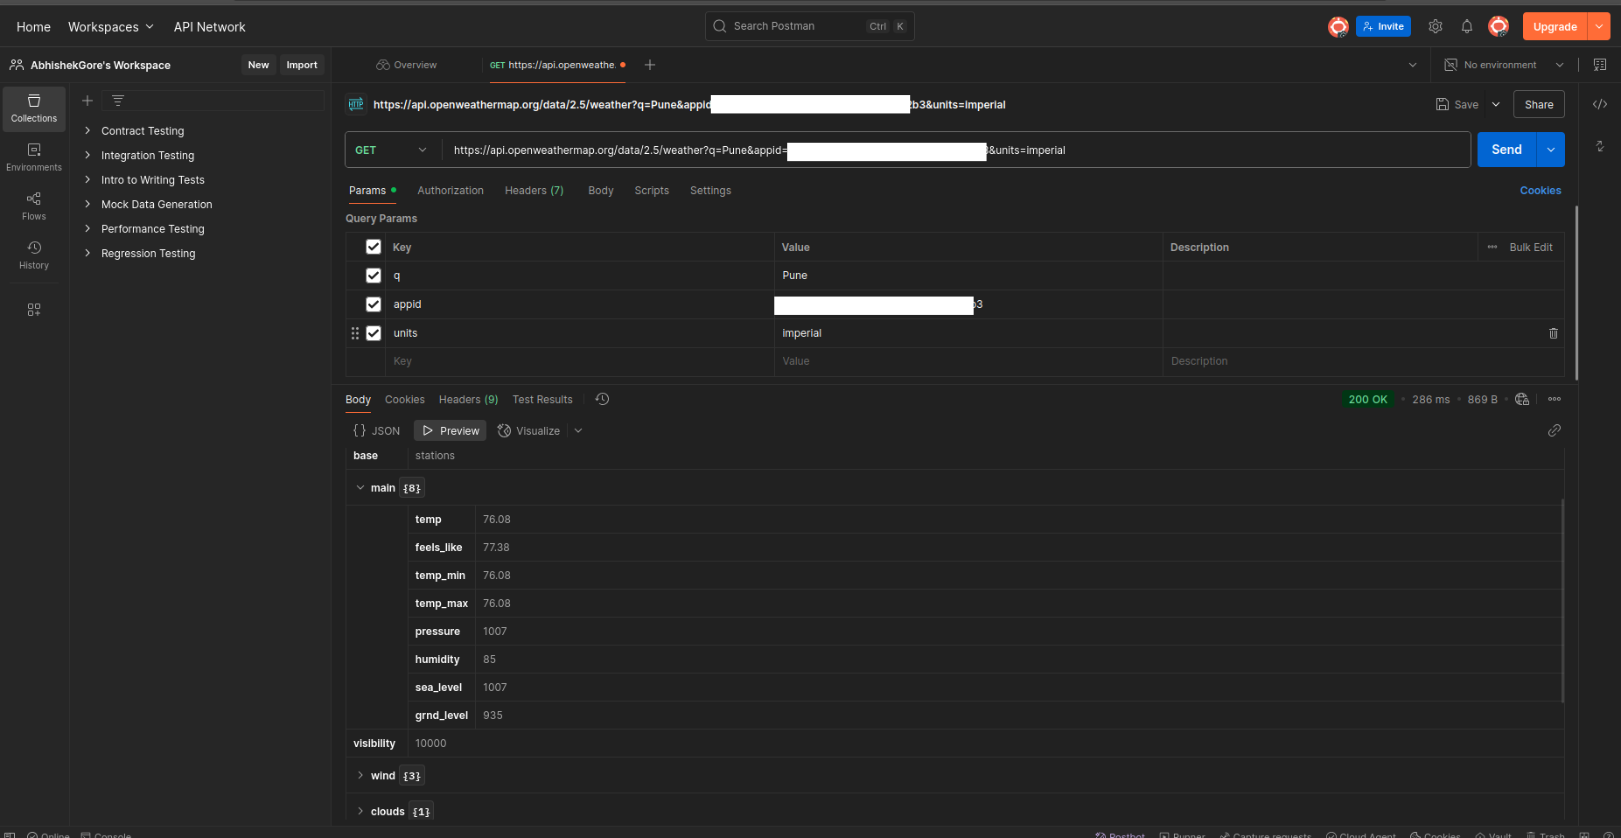 Home Workspaces API Network Search Postman Ctrl K Invite Upgrade
AbhishekGore's Workspace New Import Overview GET https://api.openweathe. No environment
Collections
Environments
Flows
History
Contract Testing
Integration Testing
Intro to Writing Tests
Mock Data Generation
Performance Testing
Regression Testing
HTTP https://api.openweathermap.org/data/2.5/weather?q=Pune&appid b3&units=imperial Save Share
GET https://api.openweathermap.org/data/2.5/weather?q=Pune&appid= &units=imperial Send
Params Authorization Headers (7) Body Scripts Settings Cookies
Query Params
Key Value Description Bulk Edit
q Pune
appid 3
units imperial
Key Value Description
Body Cookies Headers (9) Test Results 200 OK 286 ms 869 B
{} JSON Preview Visualize
base stations
main {8}
temp 76.08
feels_like 77.38
temp_min 76.08
temp_max 76.08
pressure 1007
humidity 85
sea_level 1007
grnd_level 935
visibility 10000
wind {3}
clouds {1}
Online Console Postbot Runner Capture requests Cloud Agent Cookies Vault Trash